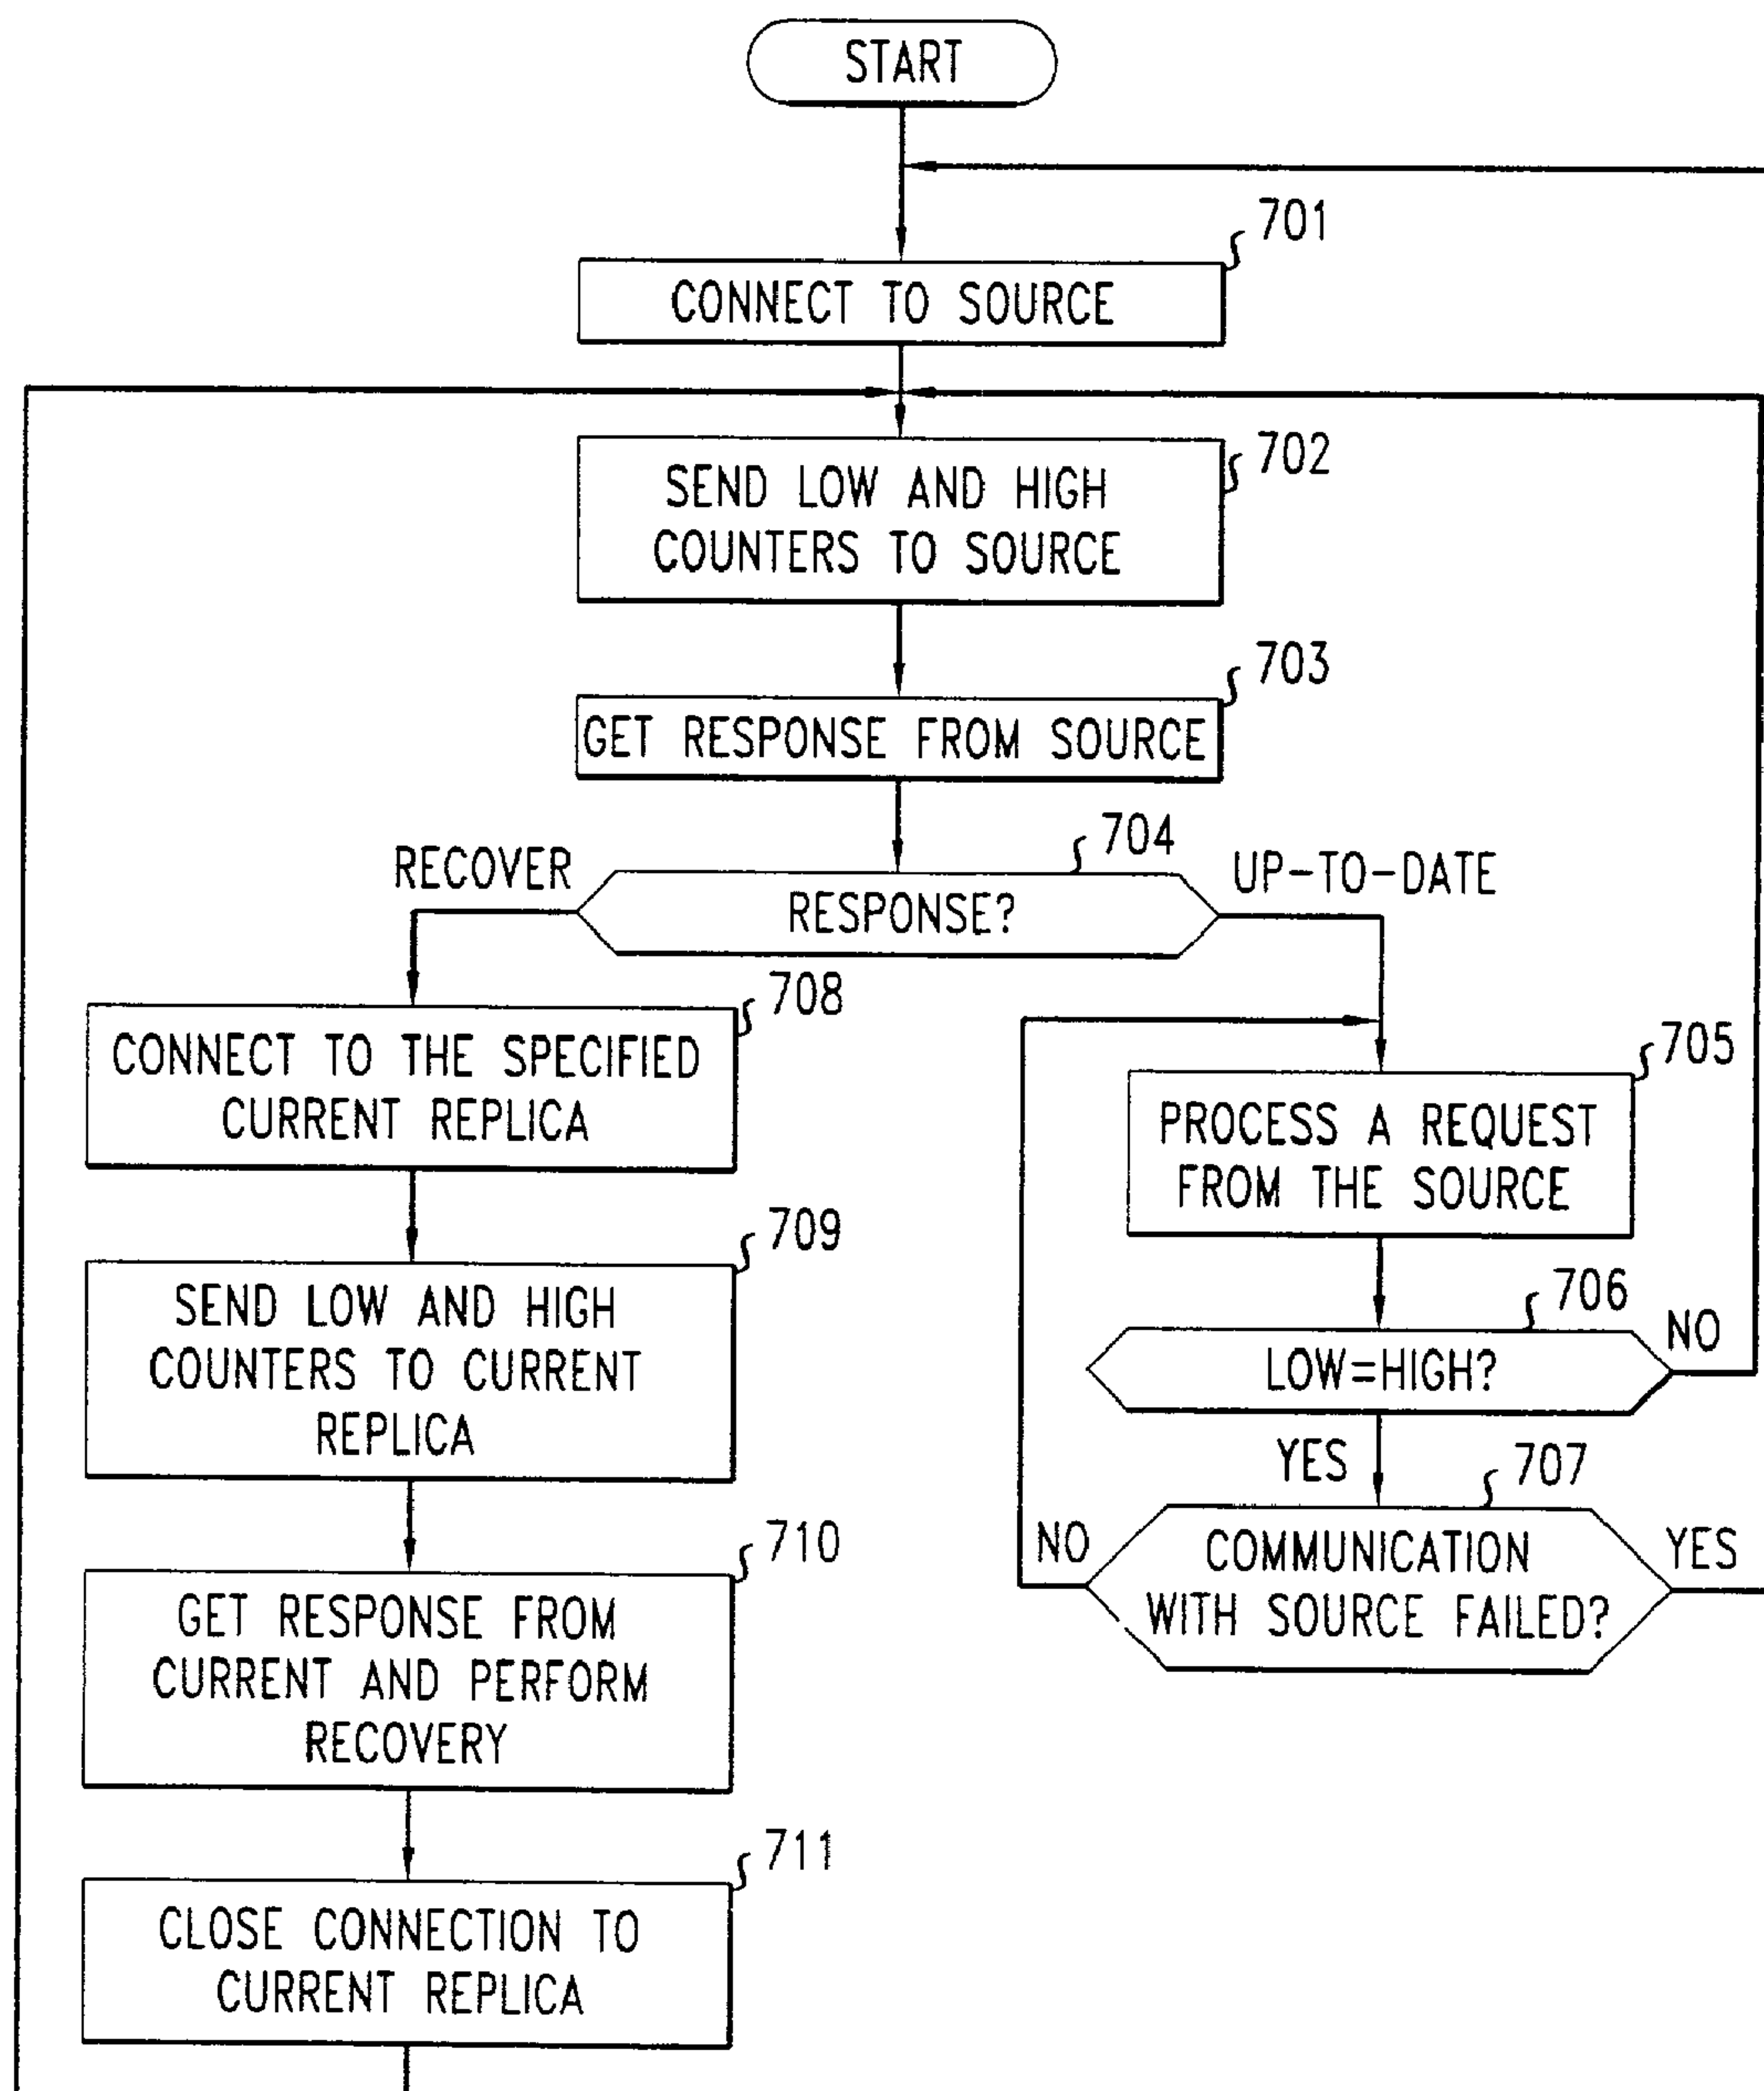 START
701
CONNECT TO SOURCE
702
SEND LOW AND HIGH
COUNTERS TO SOURCE
703
GET RESPONSE FROM SOURCE
704
RECOVER
UP-TO-DATE
RESPONSE?
708
CONNECT TO THE SPECIFIED
CURRENT REPLICA
705
PROCESS A REQUEST
FROM THE SOURCE
709
SEND LOW AND HIGH
COUNTERS TO CURRENT
REPLICA
706
NO
LOW=HIGH?
YES
707
NO
COMMUNICATION
WITH SOURCE FAILED?
YES
710
GET RESPONSE FROM
CURRENT AND PERFORM
RECOVERY
711
CLOSE CONNECTION TO
CURRENT REPLICA